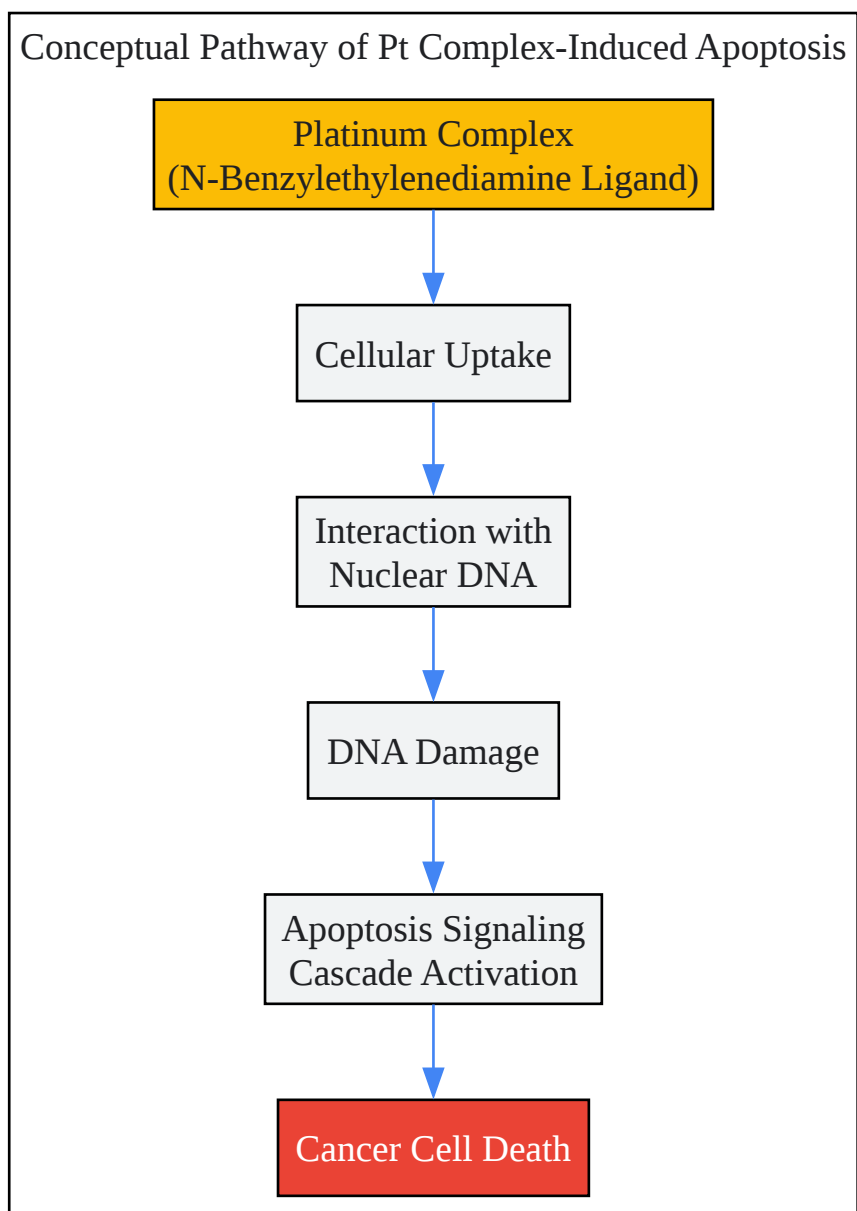 Conceptual Pathway of Pt Complex-Induced Apoptosis
Platinum Complex
(N-Benzylethylenediamine Ligand)
Cellular Uptake
Interaction with
Nuclear DNA
DNA Damage
Apoptosis Signaling
Cascade Activation
Cancer Cell Death